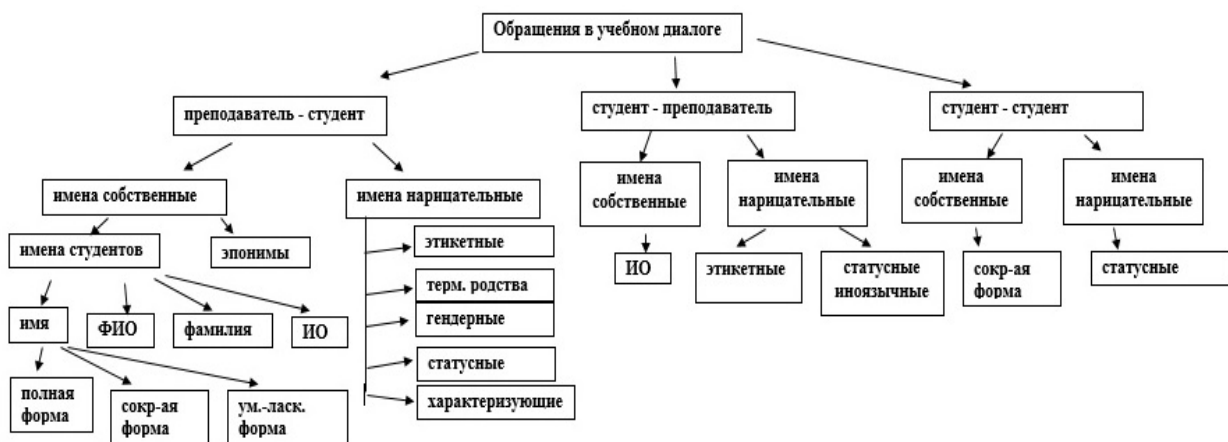 Обращения в учебном диалоге
преподаватель - студент
студент - преподаватель
студент - студент
имена собственные
имена нарицательные
имена
собственные
имена
нарицательные
имена
собственные
имена
нарицательные
имена студентов
эпонимы
этикетные
терм. родства
гендерные
статусные
характеризующие
ИО
этикетные
статусные
иноязычные
сокр-ая
форма
статусные
имя
ФИО
фамилия
ИО
полная
форма
сокр-ая
форма
ум.-ласк.
форма